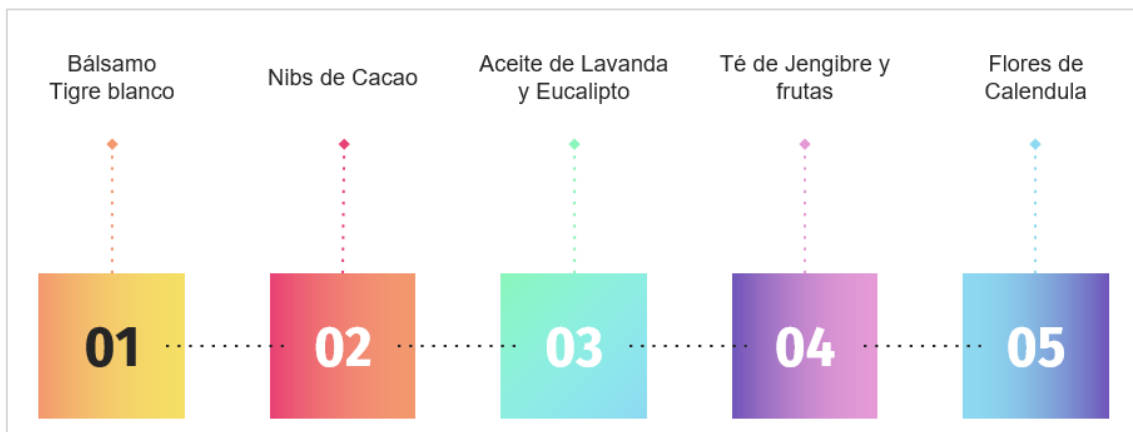 Bálsamo
Tigre blanco
Nibs de Cacao
Aceite de Lavanda
y Eucalipto
Té de Jengibre y
frutas
Flores de
Calendula
01
02
03
04
05